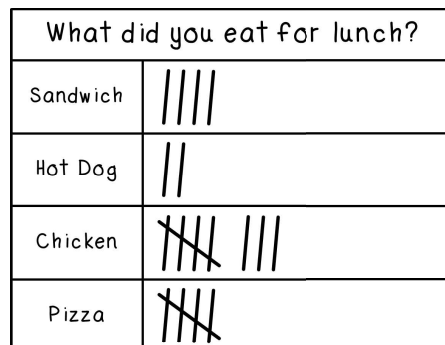 What did you eat for lunch?
Sandwich
Hot Dog
Chicken
Pizza